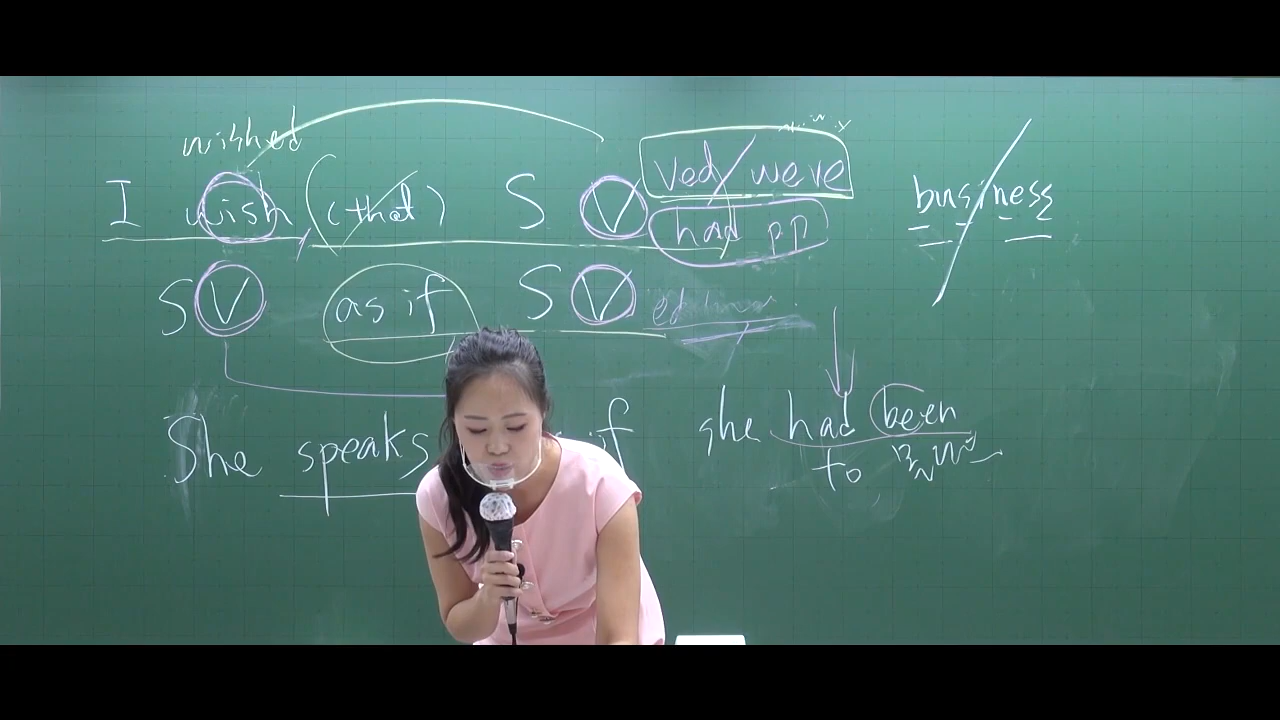 wished
I wish (that) S V ved/were
had pp
business
S V as if S V
She speaks if she had been
to